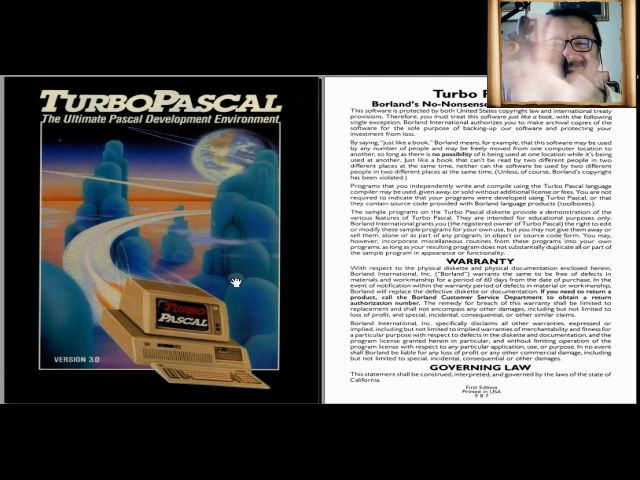 TURBO PASCAL
The Ultimate Pascal Development Environment
TURBO
PASCAL
VERSION 3.0
Turbo
Borland's No-Nonsense
This software is protected by both United States copyright law and international treaty
provisions. Therefore, you must treat this software just like a book, with the following
single exception. Borland International authorizes you to make archival copies of the
software for the sole purpose of backing-up our software and protecting your
investment from loss.
By saying, "just like a book," Borland means, for example, that this software may be used
by any number of people and may be freely moved from one computer location to
another, so long as there is no possibility of it being used at one location while it's being
used at another. Just like a book that can't be read by two different people in two
different places at the same time, neither can the software be used by two different
people in two different places at the same time. (Unless, of course, Borland's copyright
has been violated.)
Programs that you independently write and compile using the Turbo Pascal language
compiler may be used, given away, or sold without additional license or fees. You are not
required to indicate that your programs were developed using Turbo Pascal, or that
they contain source code provided with Borland language products (toolboxes).
The sample programs on the Turbo Pascal diskette provide a demonstration of the
various features of Turbo Pascal. They are intended for educational purposes only.
Borland International grants you (the registered owner of Turbo Pascal) the right to edit
or modify these sample programs for your own use, but you may not give them away or
sell them, alone or as part of any program, in object or source code form. You may,
however, incorporate miscellaneous routines from these programs into your own
programs, as long as your resulting program does not substantially duplicate all or part of
the sample program in appearance or functionality.
WARRANTY
With respect to the physical diskette and physical documentation enclosed herein,
Borland International, Inc. ("Borland") warrants the same to be free of defects in
materials and workmanship for a period of 60 days from the date of purchase. In the
event of notification within the warranty period of defects in material or workmanship,
Borland will replace the defective diskette or documentation. If you need to return a
product, call the Borland Customer Service Department to obtain a return
authorization number. The remedy for breach of this warranty shall be limited to
replacement and shall not encompass any other damages, including but not limited to
loss of profit, and special, incidental, consequential, or other similar claims.
Borland International, Inc. specifically disclaims all other warranties, expressed or
implied, including but not limited to implied warranties of merchantability and fitness for
a particular purpose with respect to defects in the diskette and documentation, and the
program license granted herein in particular, and without limiting operation of the
program license with respect to any particular application, use, or purpose. In no event
shall Borland be liable for any loss of profit or any other commercial damage, including
but not limited to special, incidental, consequential or other damages.
GOVERNING LAW
This statement shall be construed, interpreted, and governed by the laws of the state of
California.
First Edition
Printed in USA
9 8 7